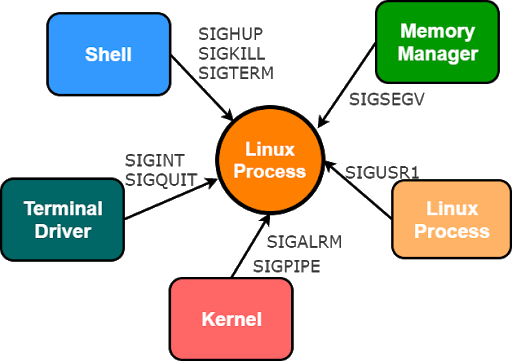 Shell
SIGHUP
SIGKILL
SIGTERM
Memory
Manager
SIGSEGV
Linux
Process
SIGINT
SIGQUIT
Terminal
Driver
SIGUSR1
Linux
Process
SIGALRM
SIGPIPE
Kernel